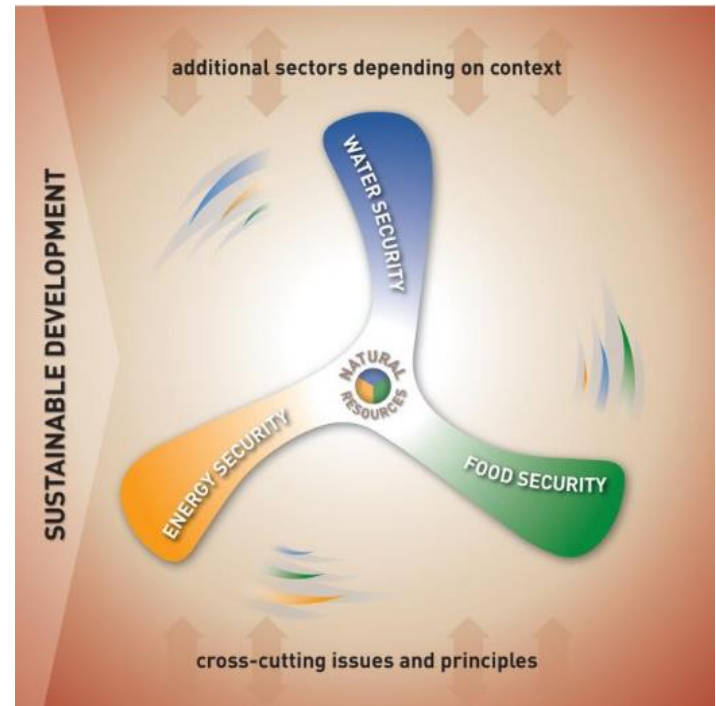 additional sectors depending on context
SUSTAINABLE DEVELOPMENT
WATER SECURITY
NATURAL
RESOURCES
ENERGY SECURITY
FOOD SECURITY
cross-cutting issues and principles